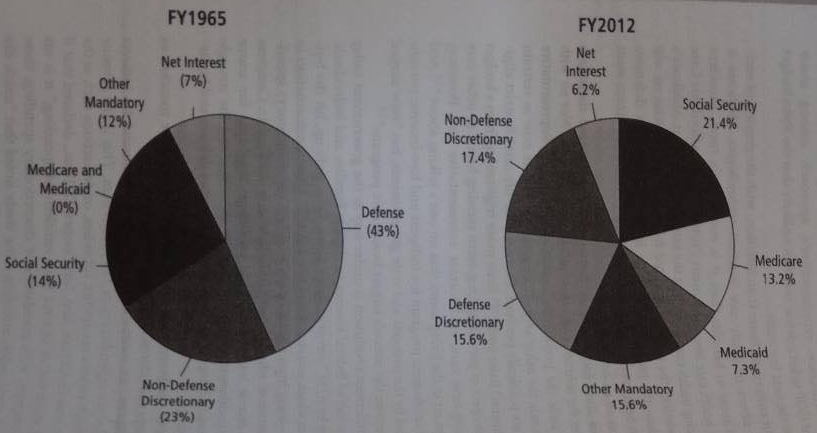 FY1965
Net Interest
(7%)
Other
Mandatory
(12%)
Medicare and
Medicaid
(0%)
Social Security
(14%)
Defense
(43%)
Non-Defense
Discretionary
(23%)
FY2012
Net
Interest
6.2%
Social Security
21.4%
Non-Defense
Discretionary
17.4%
Medicare
13.2%
Defense
Discretionary
15.6%
Medicaid
7.3%
Other Mandatory
15.6%